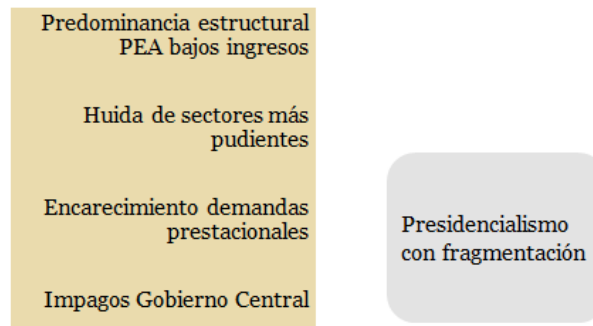 Predominancia estructural
PEA bajos ingresos
Huida de sectores más
pudientes
Encarecimiento demandas
prestacionales
Impagos Gobierno Central
Presidencialismo
con fragmentación